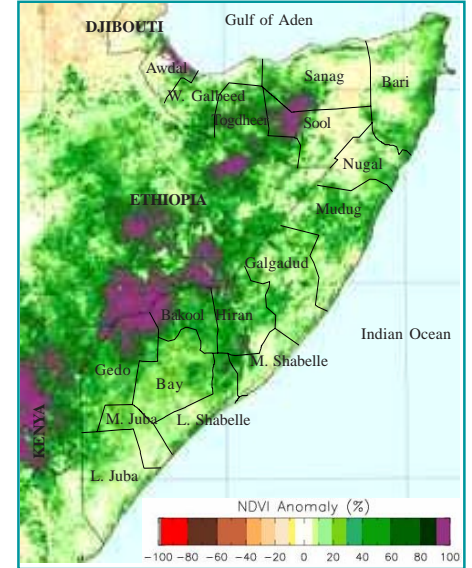 Gulf of Aden
DJIBOUTI
Awdal
Sanag
Bari
W. Galbeed
Togdheer
Sool
Nugal
ETHIOPIA
Mudug
Galgadud
Bakool
Hiran
Indian Ocean
Gedo
M. Shabelle
Bay
KENYA
M. Juba
L. Shabelle
L. Juba
NDVI Anomaly (%)
-100 -80 -60 -40 -20 0 20 40 60 80 100